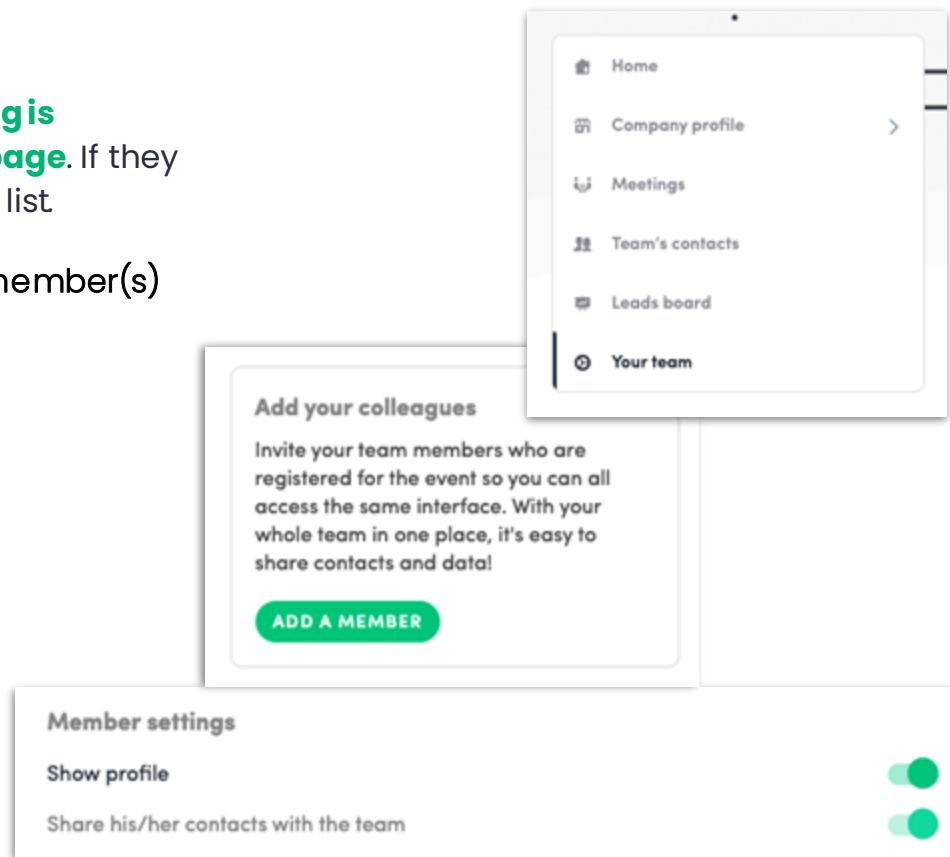 g is
page. If they
list.
member(s)
Home
Company profile
Meetings
Team's contacts
Leads board
Your team
Add your colleagues
Invite your team members who are
registered for the event so you can all
access the same interface. With your
whole team in one place, it's easy to
share contacts and data!
ADD A MEMBER
Member settings
Show profile
Share his/her contacts with the team